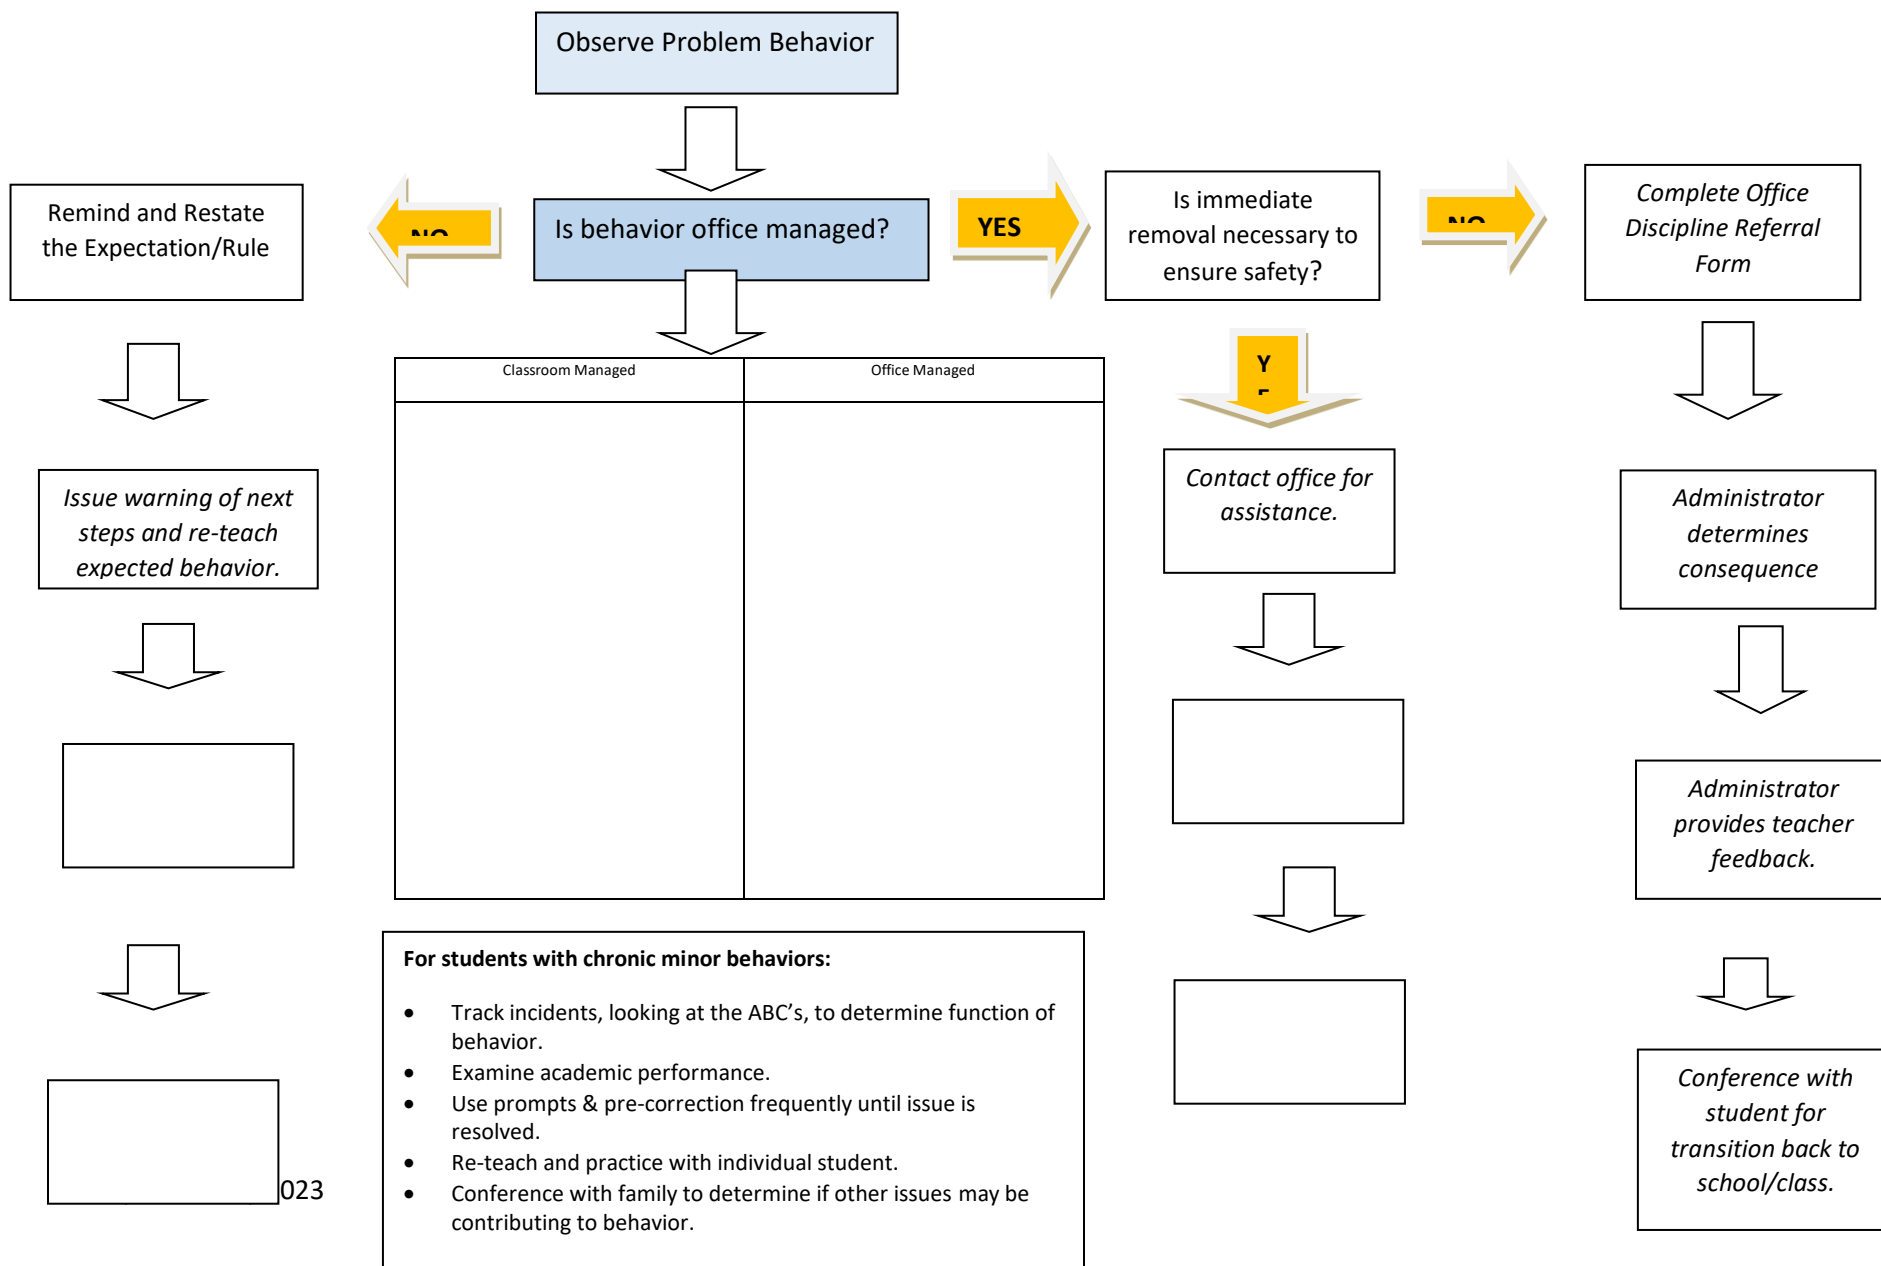 Observe Problem Behavior
Remind and Restate
the Expectation/Rule
NO
Is behavior office managed?
YES
Is immediate
removal necessary to
ensure safety?
NO
Complete Office
Discipline Referral
Form
Classroom Managed
Office Managed
Y
Issue warning of next
steps and re-teach
expected behavior.
Contact office for
assistance.
Administrator
determines
consequence
Administrator
provides teacher
feedback.
For students with chronic minor behaviors:
• Track incidents, looking at the ABC’s, to determine function of
behavior.
• Examine academic performance.
• Use prompts & pre-correction frequently until issue is
resolved.
• Re-teach and practice with individual student.
• Conference with family to determine if other issues may be
contributing to behavior.
Conference with
student for
transition back to
school/class.
023